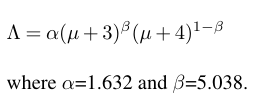 Λ = α(μ + 3)^β(μ + 4)^{1−β}
where α=1.632 and β=5.038.